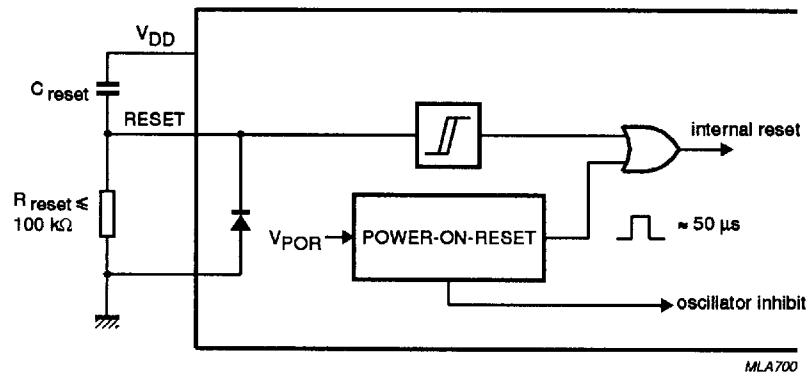 VDD
C reset
RESET
internal reset
R reset ≤
100 kΩ
VPOR
POWER-ON-RESET
≈ 50 μs
oscillator inhibit
MLA700